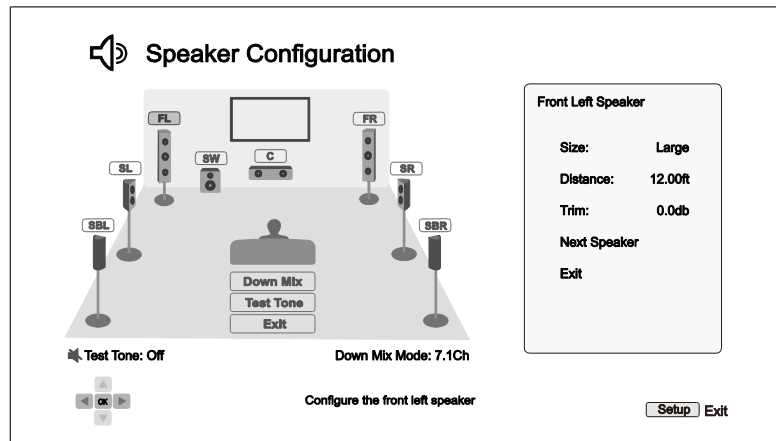 Speaker Configuration
FL
FR
SW
C
SL
SR
SBL
SBR
Down Mix
Test Tone
Exit
Test Tone: Off
Down Mix Mode: 7.1Ch
OK
Configure the front left speaker
Front Left Speaker
Size: Large
Distance: 12.00ft
Trim: 0.0db
Next Speaker
Exit
Setup Exit